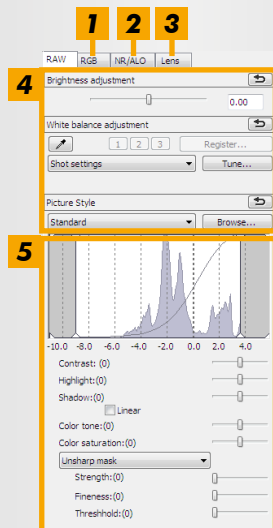 1 2 3
RAW RGB NR/ALO Lens
4
Brightness adjustment
0.00
White balance adjustment
1 2 3 Register...
Shot settings Tune...
Picture Style
Standard Browse...
5
-10.0 -8.0 -6.0 -4.0 -2.0 0.0 2.0 4.0
Contrast: (0)
Highlight:(0)
Shadow:(0)
Linear
Color tone:(0)
Color saturation:(0)
Unsharp mask
Strength:(0)
Fineness:(0)
Threshhold:(0)